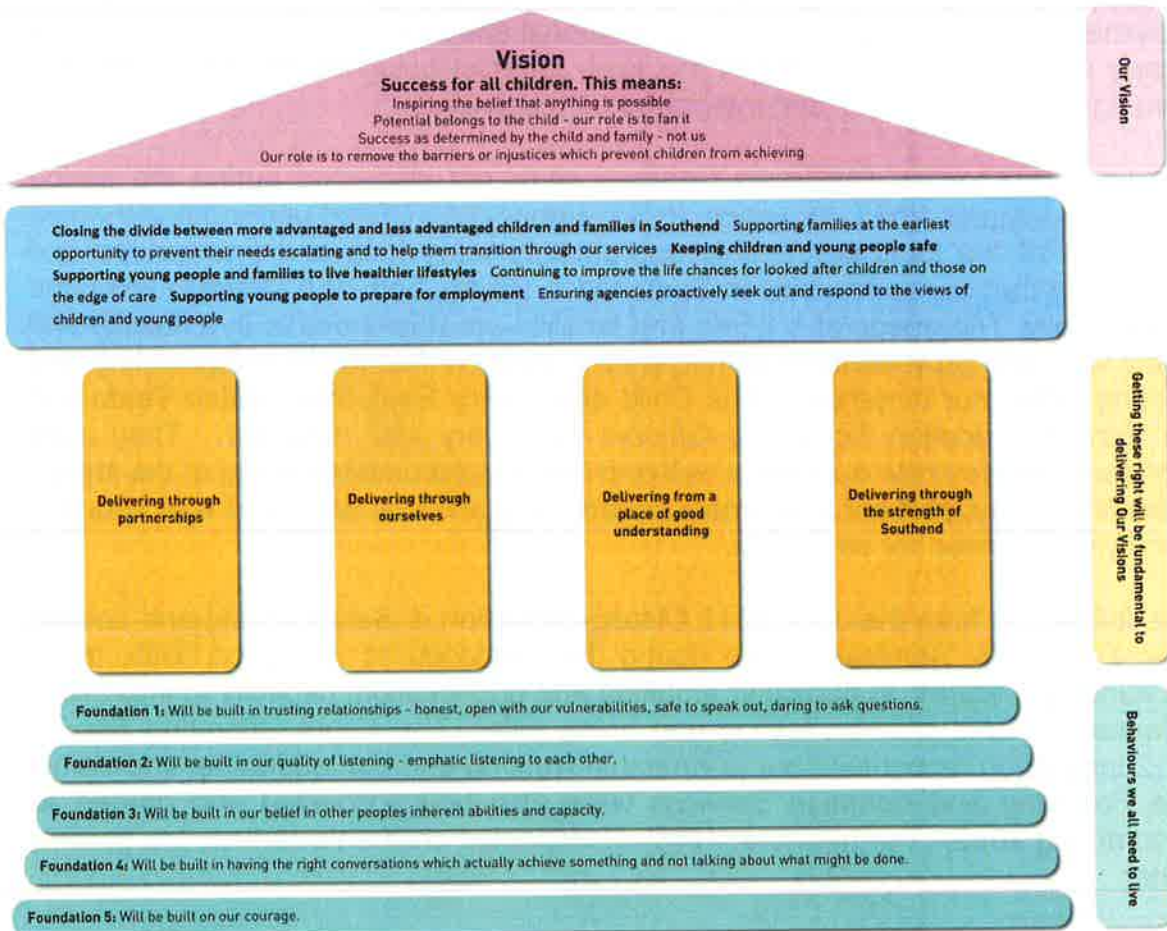 Vision
Success for all children. This means:
Inspiring the belief that anything is possible
Potential belongs to the child - our role is to fan it
Success as determined by the child and family - not us
Our role is to remove the barriers or injustices which prevent children from achieving
Our Vision
Closing the divide between more advantaged and less advantaged children and families in Southend Supporting families at the earliest
opportunity to prevent their needs escalating and to help them transition through our services Keeping children and young people safe
Supporting young people and families to live healthier lifestyles Continuing to improve the life chances for looked after children and those on
the edge of care Supporting young people to prepare for employment Ensuring agencies proactively seek out and respond to the views of
children and young people
Delivering through
partnerships
Delivering through
ourselves
Delivering from a
place of good
understanding
Delivering through
the strength of
Southend
Getting these right will be fundamental to
delivering Our Visions
Foundation 1: Will be built in trusting relationships - honest, open with our vulnerabilities, safe to speak out, daring to ask questions.
Foundation 2: Will be built in our quality of listening - emphatic listening to each other.
Foundation 3: Will be built in our belief in other peoples inherent abilities and capacity.
Foundation 4: Will be built in having the right conversations which actually achieve something and not talking about what might be done.
Foundation 5: Will be built on our courage.
Behaviours we all need to live